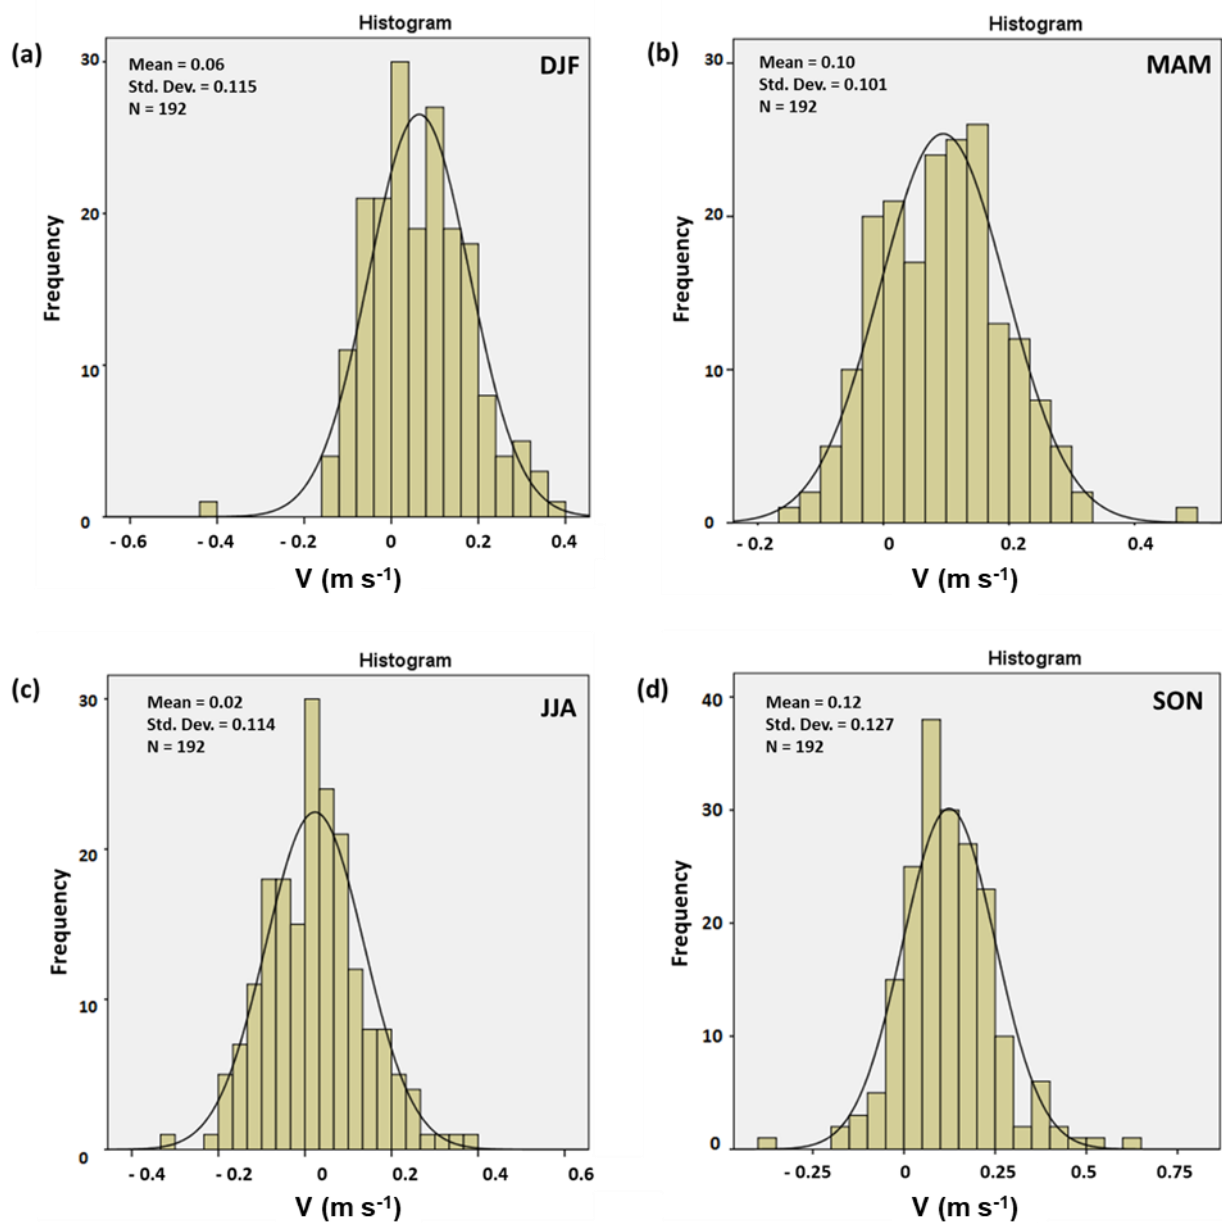 Histogram
(a)
Mean = 0.06
Std. Dev. = 0.115
N = 192
DJF
30
20
10
0
Frequency
- 0.6
- 0.4
- 0.2
0
0.2
0.4
V (m s-1)
Histogram
(b)
Mean = 0.10
Std. Dev. = 0.101
N = 192
MAM
30
20
10
0
Frequency
- 0.2
0
0.2
0.4
V (m s-1)
Histogram
(c)
Mean = 0.02
Std. Dev. = 0.114
N = 192
JJA
30
20
10
0
Frequency
- 0.4
- 0.2
0
0.2
0.4
0.6
V (m s-1)
Histogram
(d)
Mean = 0.12
Std. Dev. = 0.127
N = 192
SON
40
30
20
10
0
Frequency
- 0.25
0
0.25
0.5
0.75
V (m s-1)